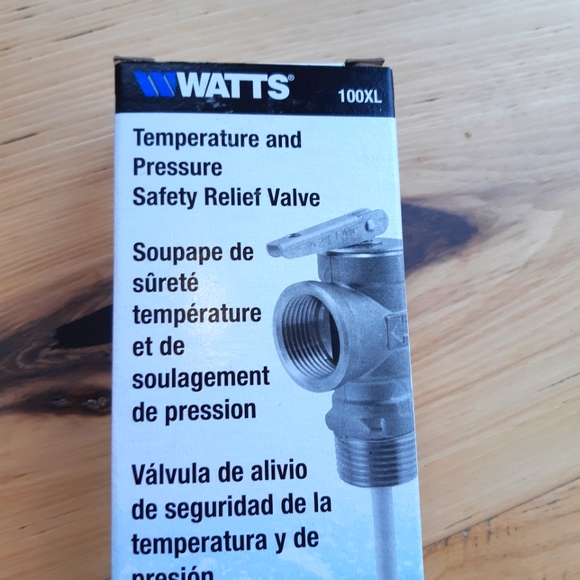 WATTS®
100XL
Temperature and
Pressure
Safety Relief Valve
Soupape de
sûreté
température
et de
soulagement
de pression
Válvula de alivio
de seguridad de la
temperatura y de
presión